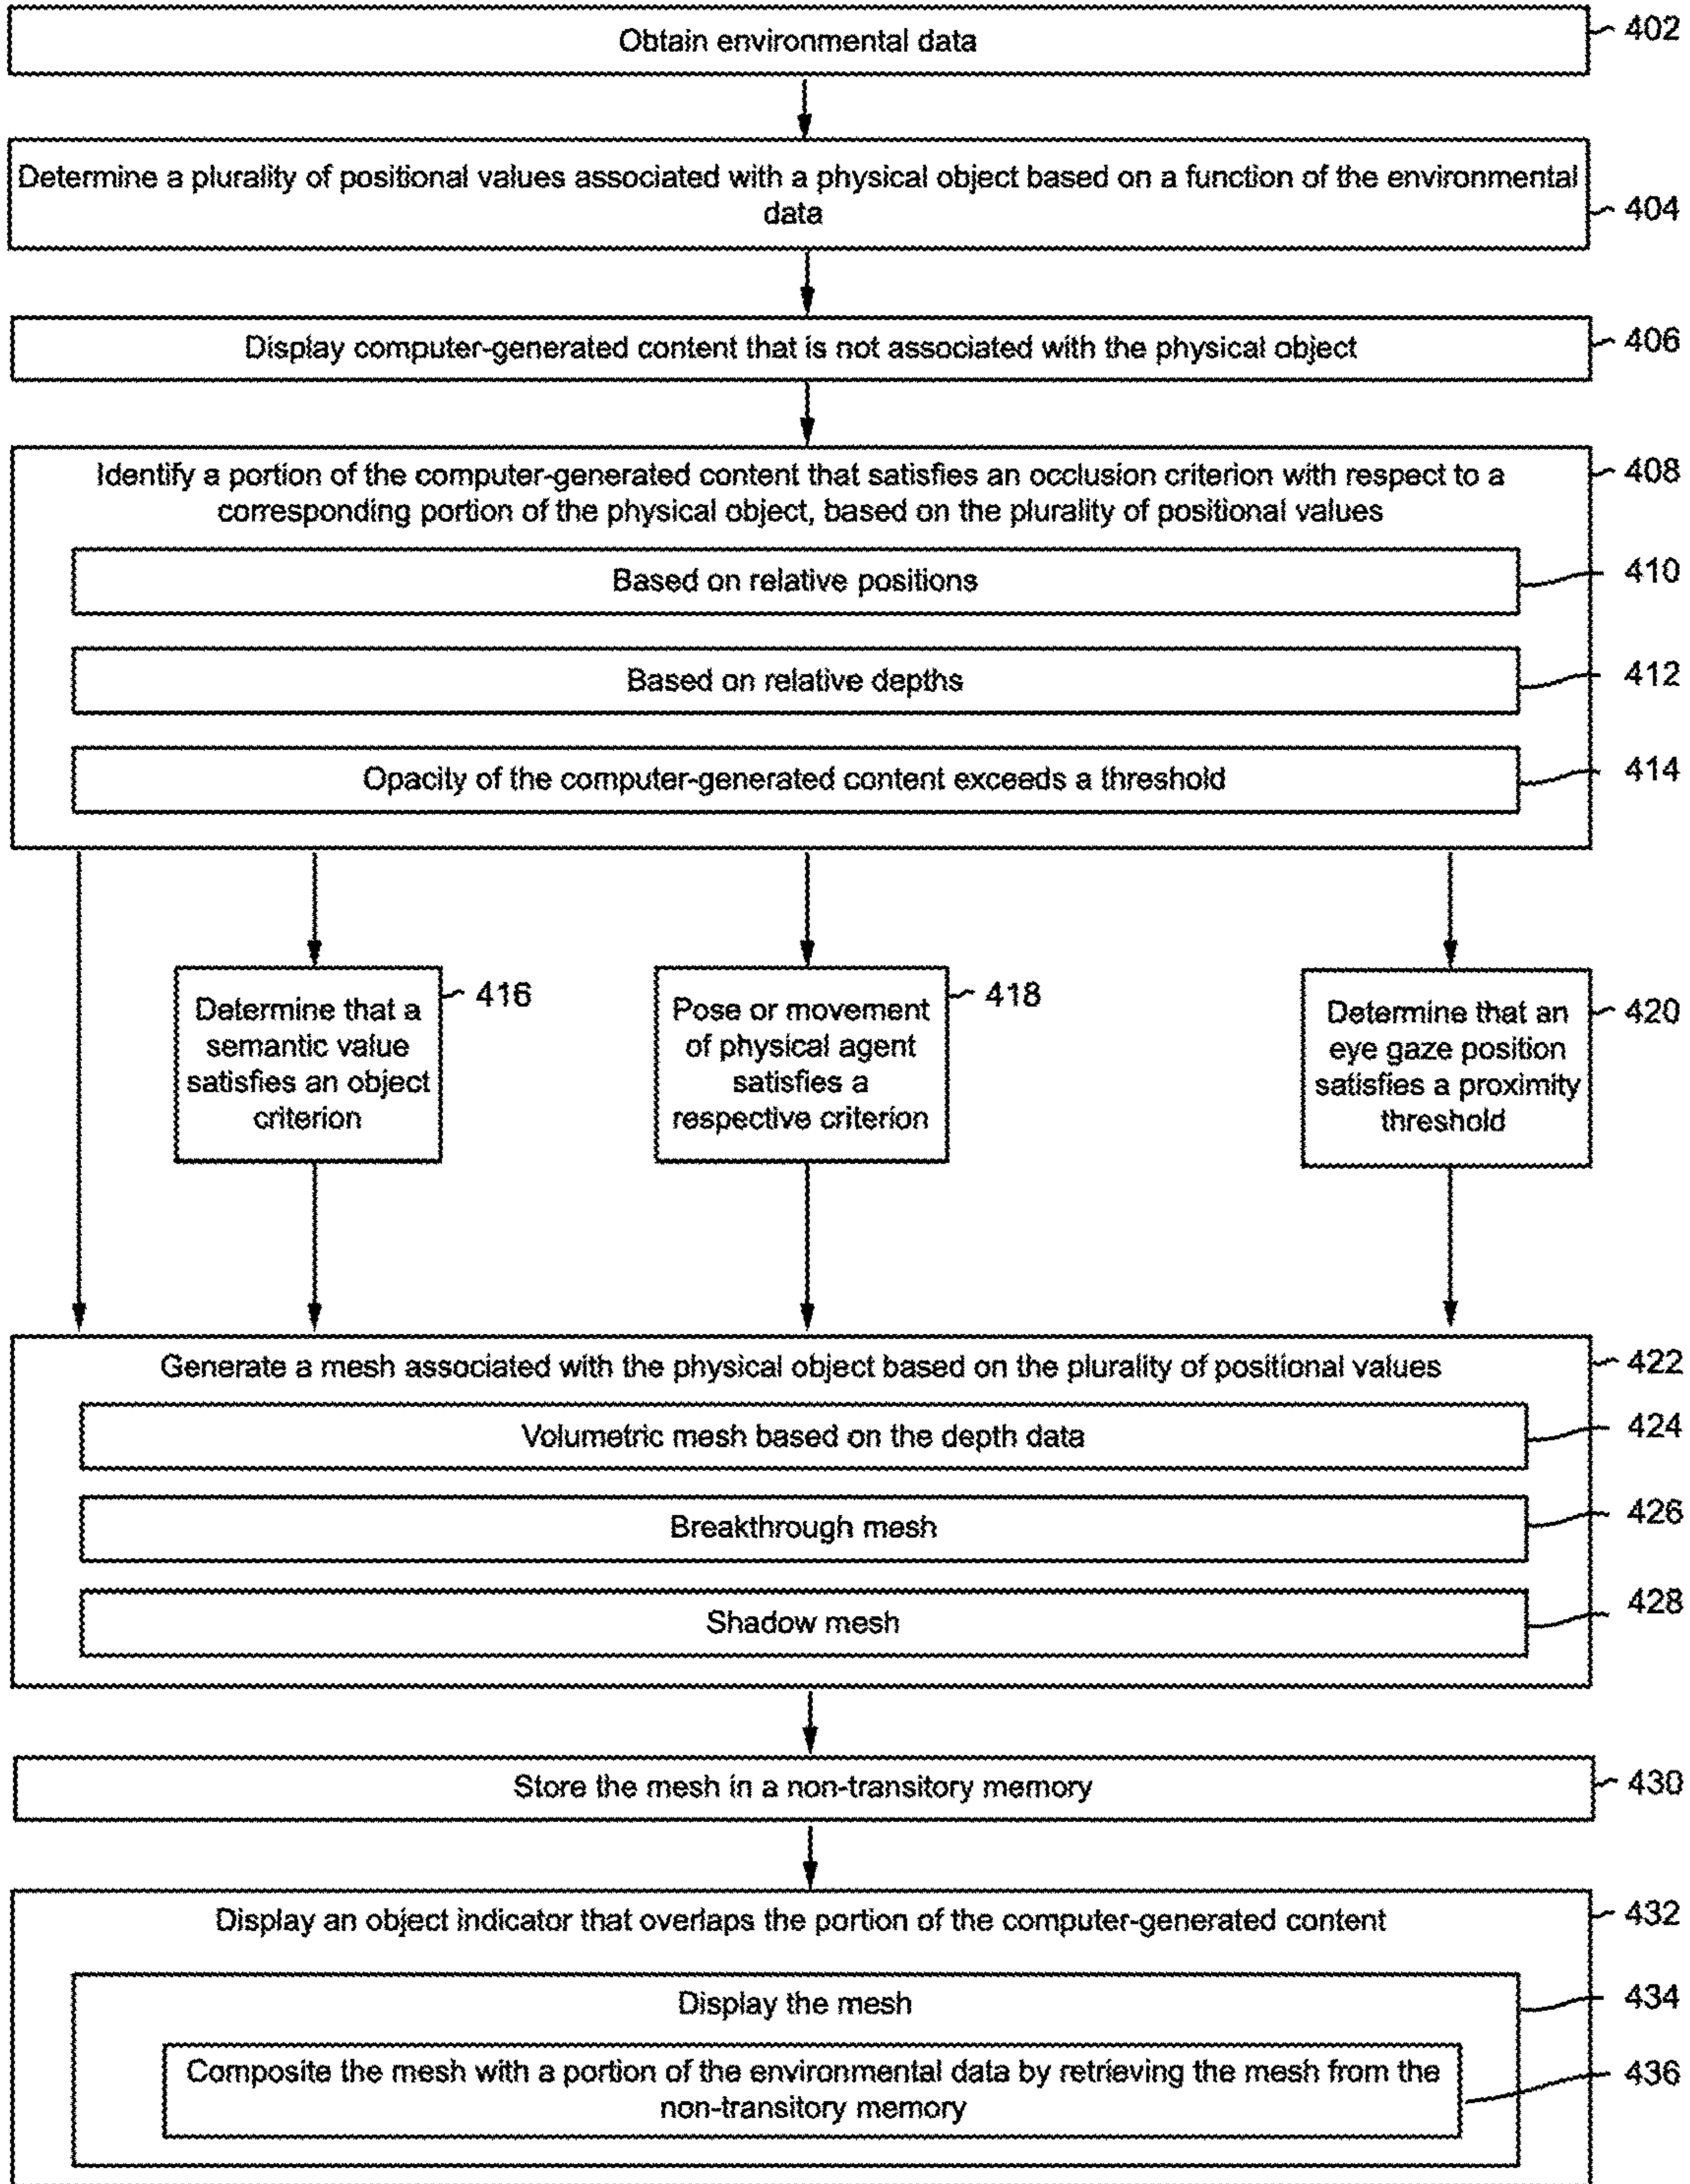 Obtain environmental data
402
Determine a plurality of positional values associated with a physical object based on a function of the environmental
data
404
Display computer-generated content that is not associated with the physical object
406
Identify a portion of the computer-generated content that satisfies an occlusion criterion with respect to a
corresponding portion of the physical object, based on the plurality of positional values
408
Based on relative positions
410
Based on relative depths
412
Opacity of the computer-generated content exceeds a threshold
414
Determine that a
semantic value
satisfies an object
criterion
416
Pose or movement
of physical agent
satisfies a
respective criterion
418
Determine that an
eye gaze position
satisfies a proximity
threshold
420
Generate a mesh associated with the physical object based on the plurality of positional values
422
Volumetric mesh based on the depth data
424
Breakthrough mesh
426
Shadow mesh
428
Store the mesh in a non-transitory memory
430
Display an object indicator that overlaps the portion of the computer-generated content
432
Display the mesh
434
Composite the mesh with a portion of the environmental data by retrieving the mesh from the
non-transitory memory
436